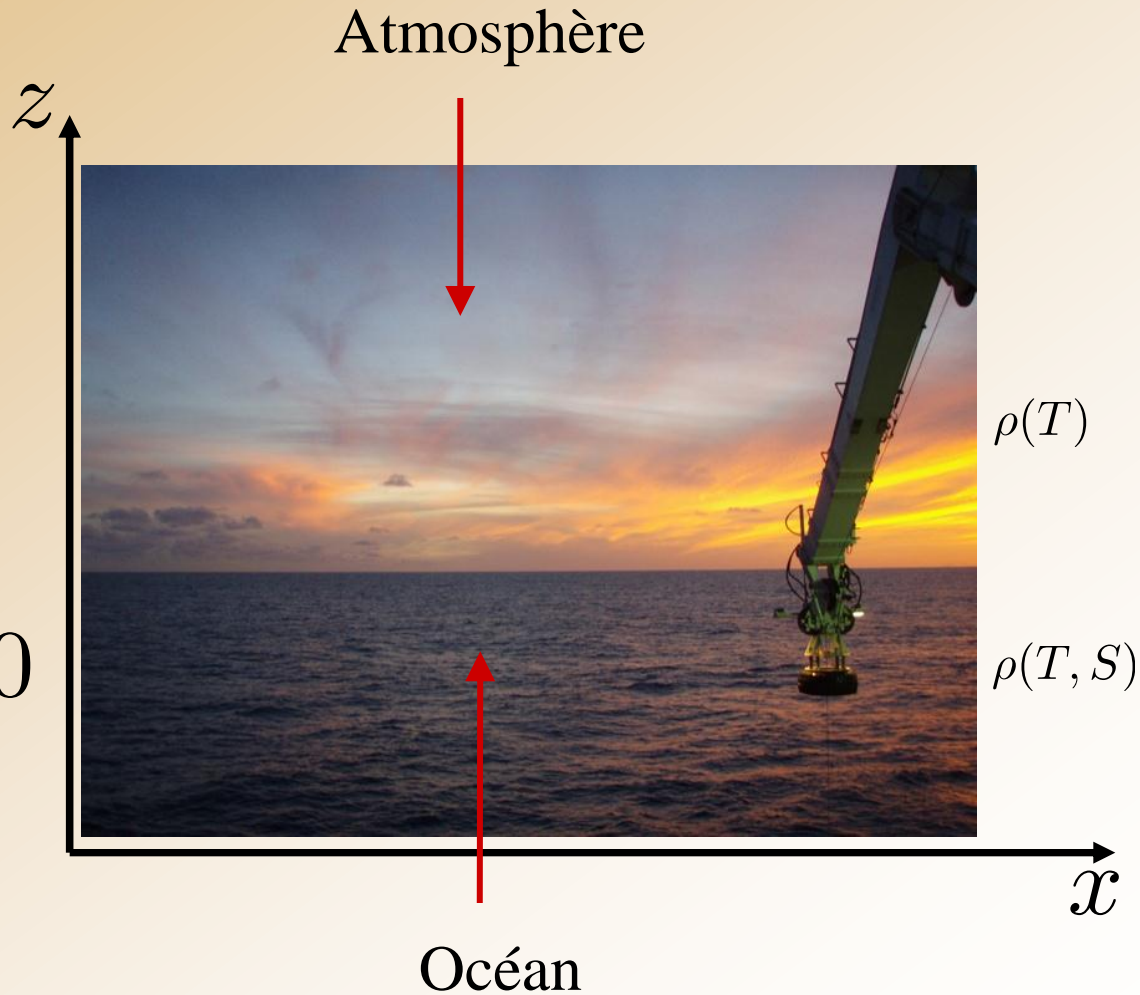 Atmosphère
z
ρ(T)
0
ρ(T, S)
x
Océan